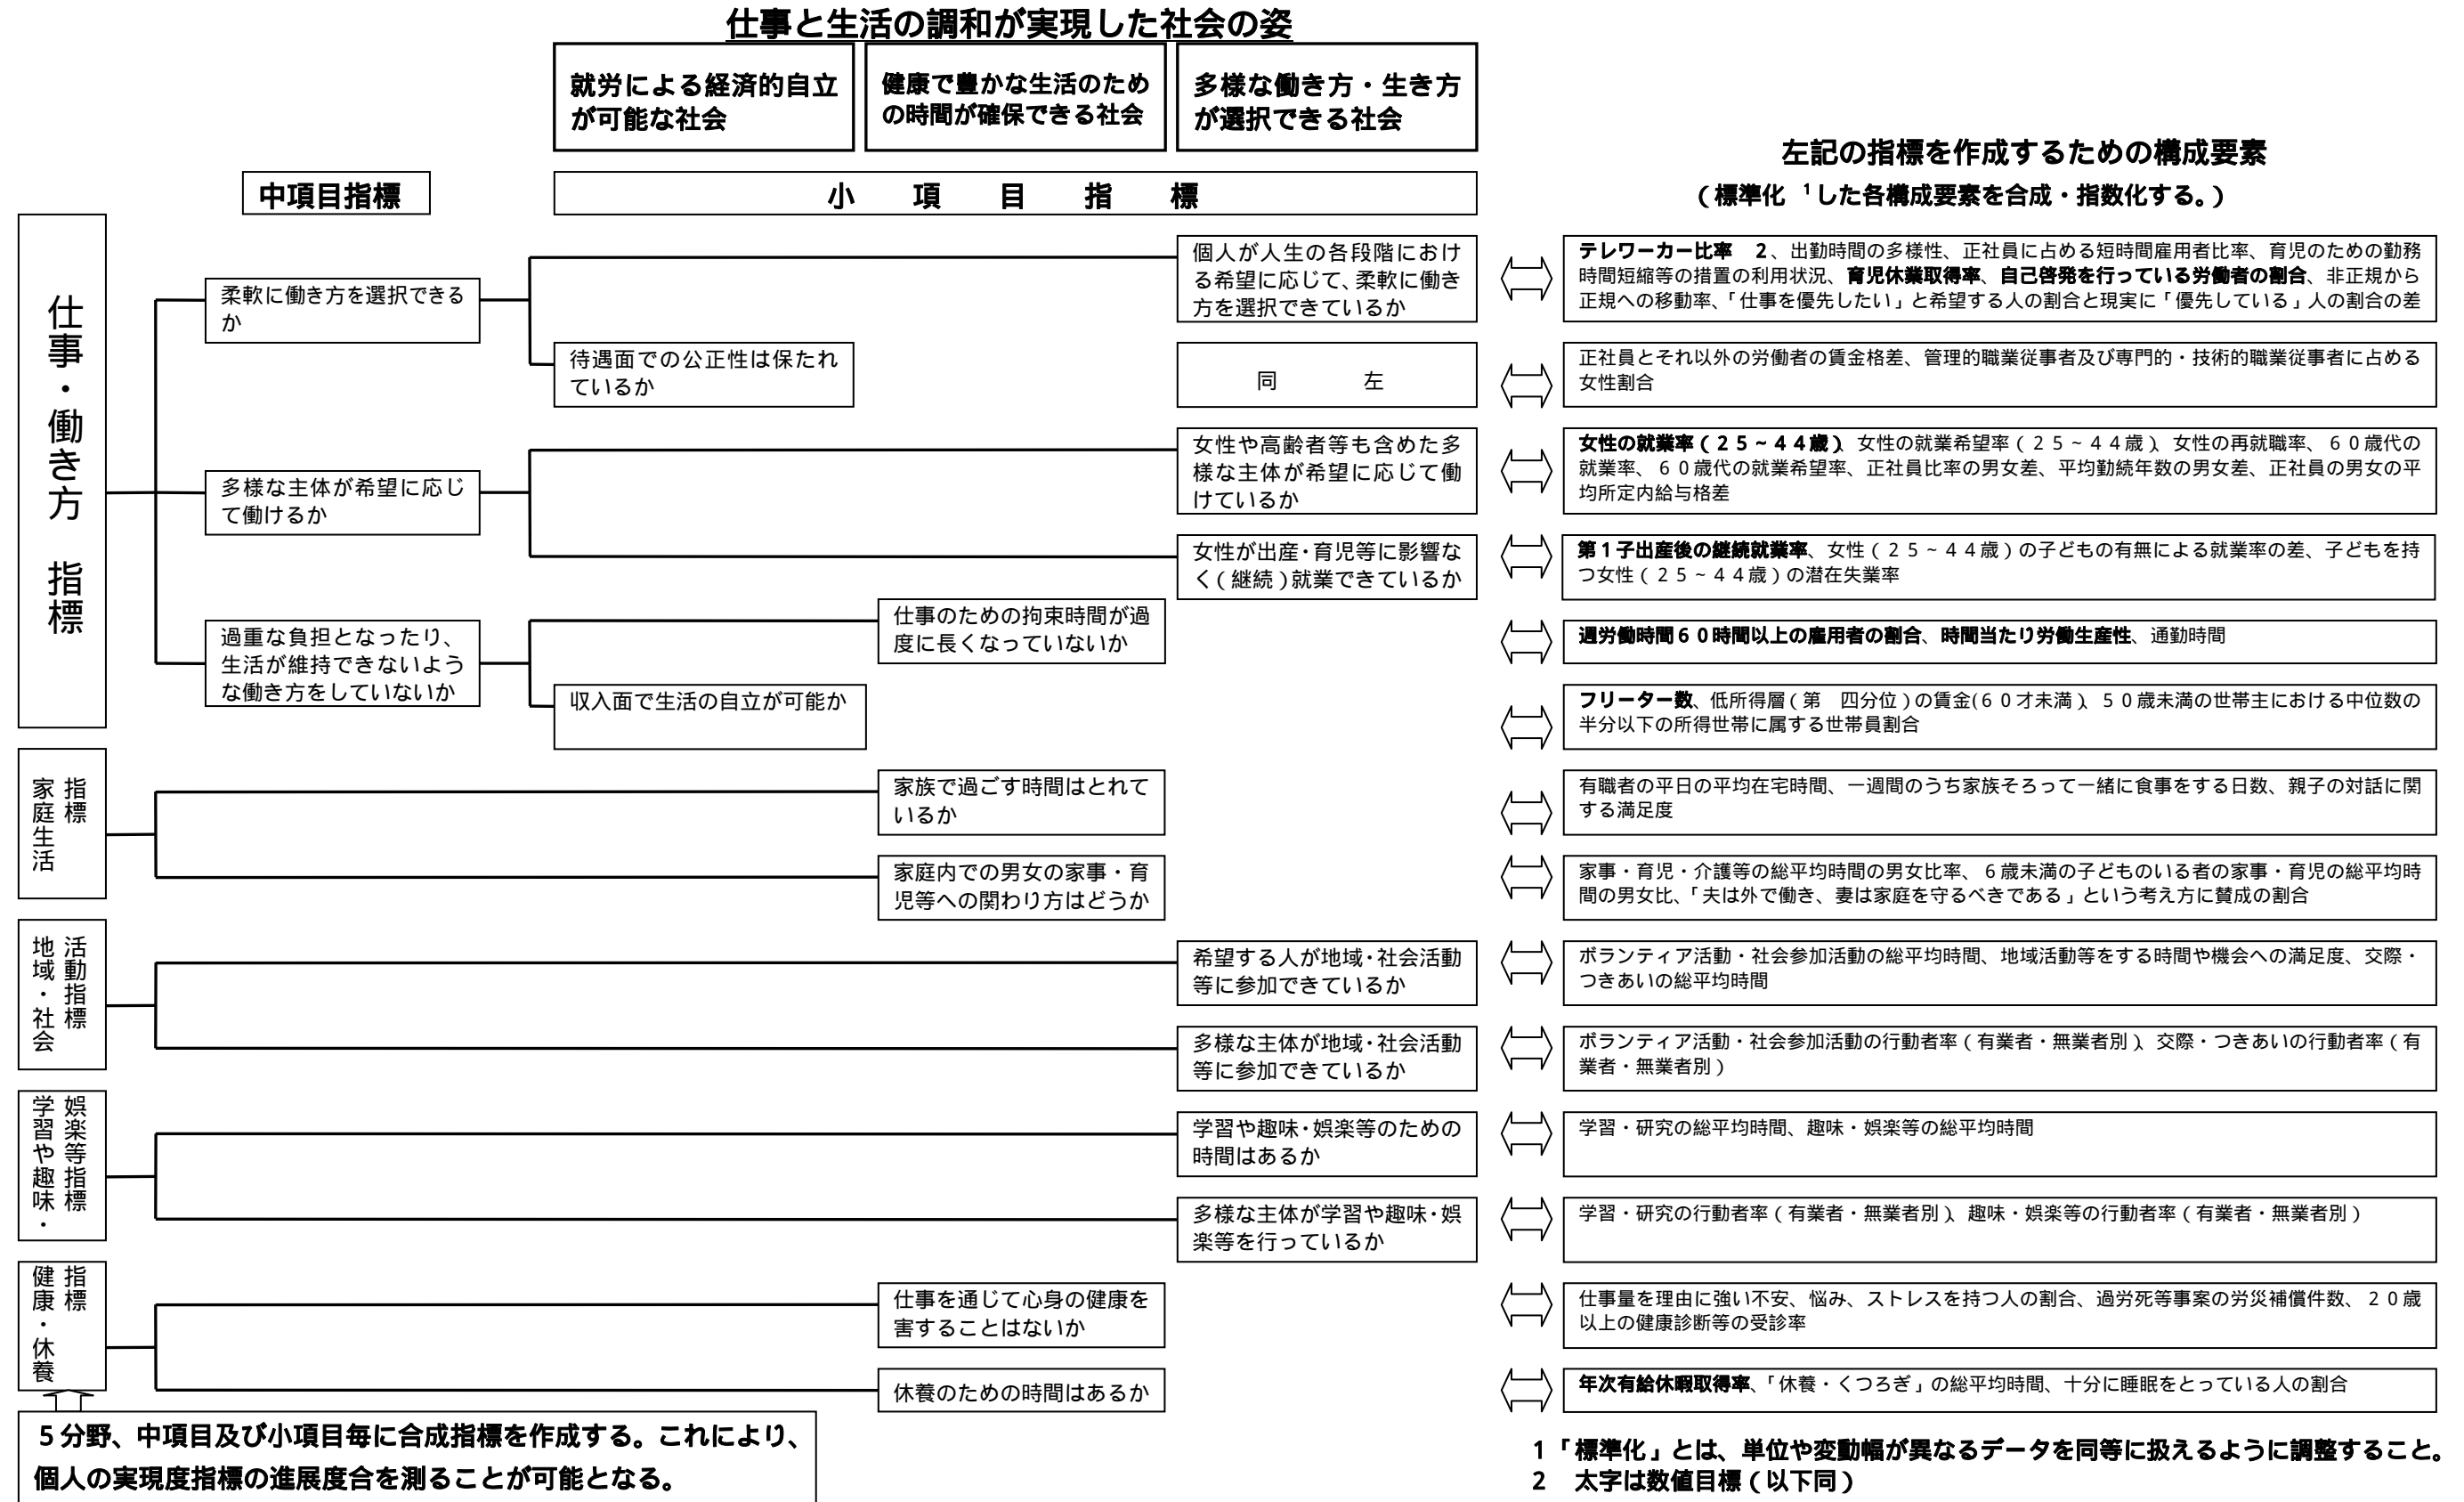 仕事と生活の調和が実現した社会の姿
就労による経済的自立
が可能な社会
健康で豊かな生活のため
の時間が確保できる社会
多様な働き方・生き方
が選択できる社会
左記の指標を作成するための構成要素
(標準化 1した各構成要素を合成・指数化する。)
中項目指標
小 項 目 指 標
仕事・働き方 指標
柔軟に働き方を選択できる
か
個人が人生の各段階におけ
る希望に応じて、柔軟に働き
方を選択できているか
テレワーカー比率 2、出勤時間の多様性、正社員に占める短時間雇用者比率、育児のための勤務
時間短縮等の措置の利用状況、育児休業取得率、自己啓発を行っている労働者の割合、非正規から
正規への移動率、「仕事を優先したい」と希望する人の割合と現実に「優先している」人の割合の差
待遇面での公正性は保たれ
ているか
同 左
正社員とそれ以外の労働者の賃金格差、管理的職業従事者及び専門的・技術的職業従事者に占める
女性割合
多様な主体が希望に応じ
て働けるか
女性や高齢者等も含めた多
様な主体が希望に応じて働
けているか
女性の就業率(25~44歳)、女性の就業希望率(25~44歳)、女性の再就職率、60歳代の
就業率、60歳代の就業希望率、正社員比率の男女差、平均勤続年数の男女差、正社員の男女の平
均所定内給与格差
女性が出産・育児等に影響な
く(継続)就業できているか
第1子出産後の継続就業率、女性(25~44歳)の子どもの有無による就業率の差、子どもを持
つ女性(25~44歳)の潜在失業率
過重な負担となったり、
生活が維持できないよう
な働き方をしていないか
仕事のための拘束時間が過
度に長くなっていないか
週労働時間60時間以上の雇用者の割合、時間当たり労働生産性、通勤時間
収入面で生活の自立が可能か
フリーター数、低所得層(第 四分位)の賃金(60才未満)、50歳未満の世帯主における中位数の
半分以下の所得世帯に属する世帯員割合
家庭生活
指標
家族で過ごす時間はとれて
いるか
有職者の平日の平均在宅時間、一週間のうち家族そろって一緒に食事をする日数、親子の対話に関
する満足度
家庭内での男女の家事・育
児等への関わり方はどうか
家事・育児・介護等の総平均時間の男女比率、6歳未満の子どものいる者の家事・育児の総平均時
間の男女比、「夫は外で働き、妻は家庭を守るべきである」という考え方に賛成の割合
地域・社会
活動指標
希望する人が地域・社会活動
等に参加できているか
ボランティア活動・社会参加活動の総平均時間、地域活動等をする時間や機会への満足度、交際・
つきあいの総平均時間
多様な主体が地域・社会活動
等に参加できているか
ボランティア活動・社会参加活動の行動者率(有業者・無業者別)、交際・つきあいの行動者率(有
業者・無業者別)
学習や趣味・
娯楽等指標
学習や趣味・娯楽等のための
時間はあるか
学習・研究の総平均時間、趣味・娯楽等の総平均時間
多様な主体が学習や趣味・娯
楽等を行っているか
学習・研究の行動者率(有業者・無業者別)、趣味・娯楽等の行動者率(有業者・無業者別)
健康・休養
指標
仕事を通じて心身の健康を
害することはないか
仕事量を理由に強い不安、悩み、ストレスを持つ人の割合、過労死等事案の労災補償件数、20歳
以上の健康診断等の受診率
休養のための時間はあるか
年次有給休暇取得率、「休養・くつろぎ」の総平均時間、十分に睡眠をとっている人の割合
5分野、中項目及び小項目毎に合成指標を作成する。これにより、
個人の実現度指標の進展度合を測ることが可能となる。
1「標準化」とは、単位や変動幅が異なるデータを同等に扱えるように調整すること。
2 太字は数値目標(以下同)